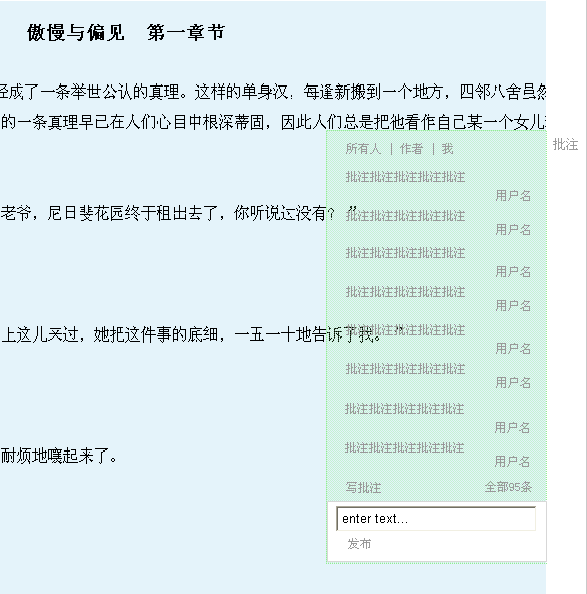 傲慢与偏见 第一章节
经成了一条举世公认的真理。这样的单身汉，每逢新搬到一个地方，四邻八舍虽然
的一条真理早已在人们心目中根深蒂固，因此人们总是把他看作自己某一个女儿
批注
所有人 | 作者 | 我
批注批注批注批注批注
用户名
老爷，尼日斐花园终于租出去了，你听说过没有？”
批注批注批注批注批注
用户名
批注批注批注批注批注
用户名
批注批注批注批注批注
用户名
上这儿来过，她把这件事的底细，一五一十地告诉了我。”
批注批注批注批注批注
用户名
批注批注批注批注批注
用户名
批注批注批注批注批注
用户名
耐烦地嚷起来了。
批注批注批注批注批注
用户名
写批注 全部95条
enter text...
发布